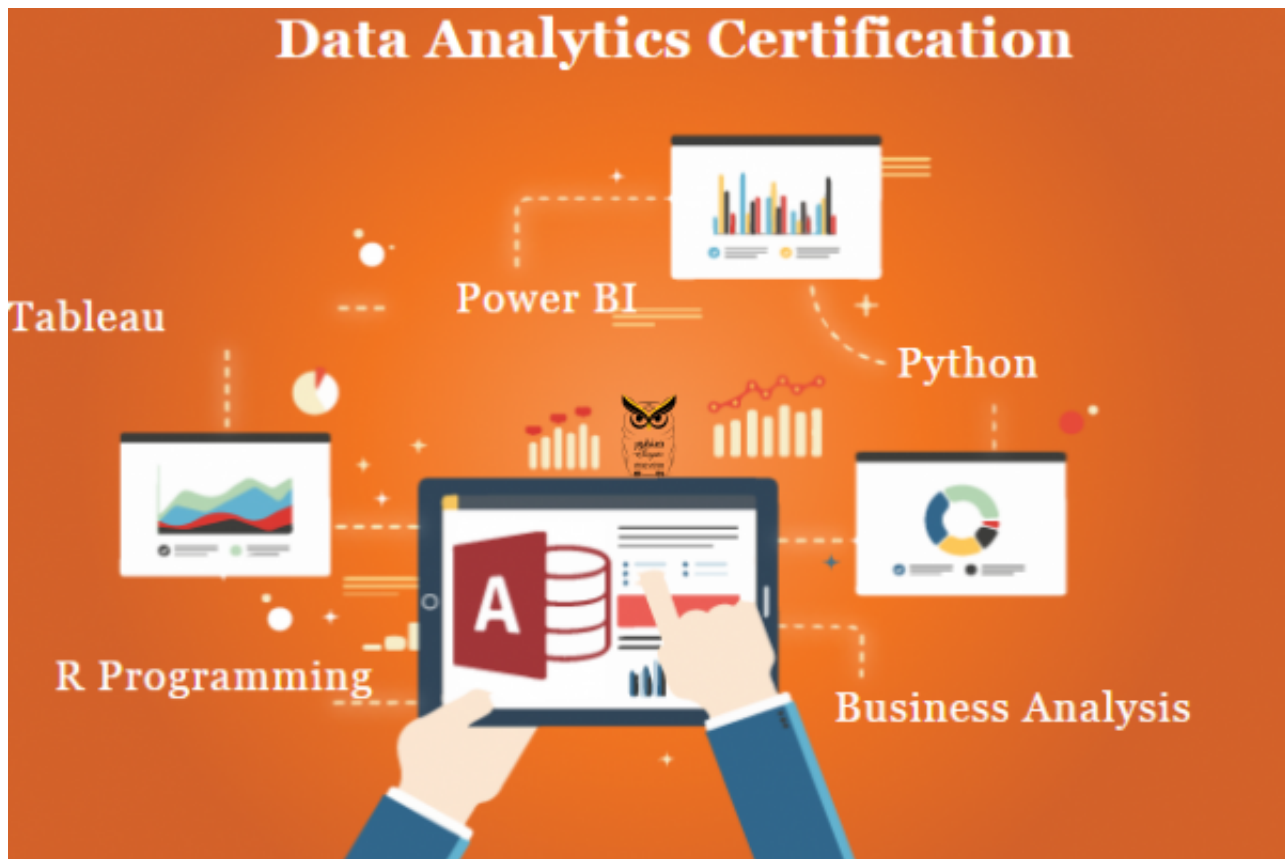 Data Analytics Certification
Power BI
Tableau
Python
A
R Programming
Business Analysis